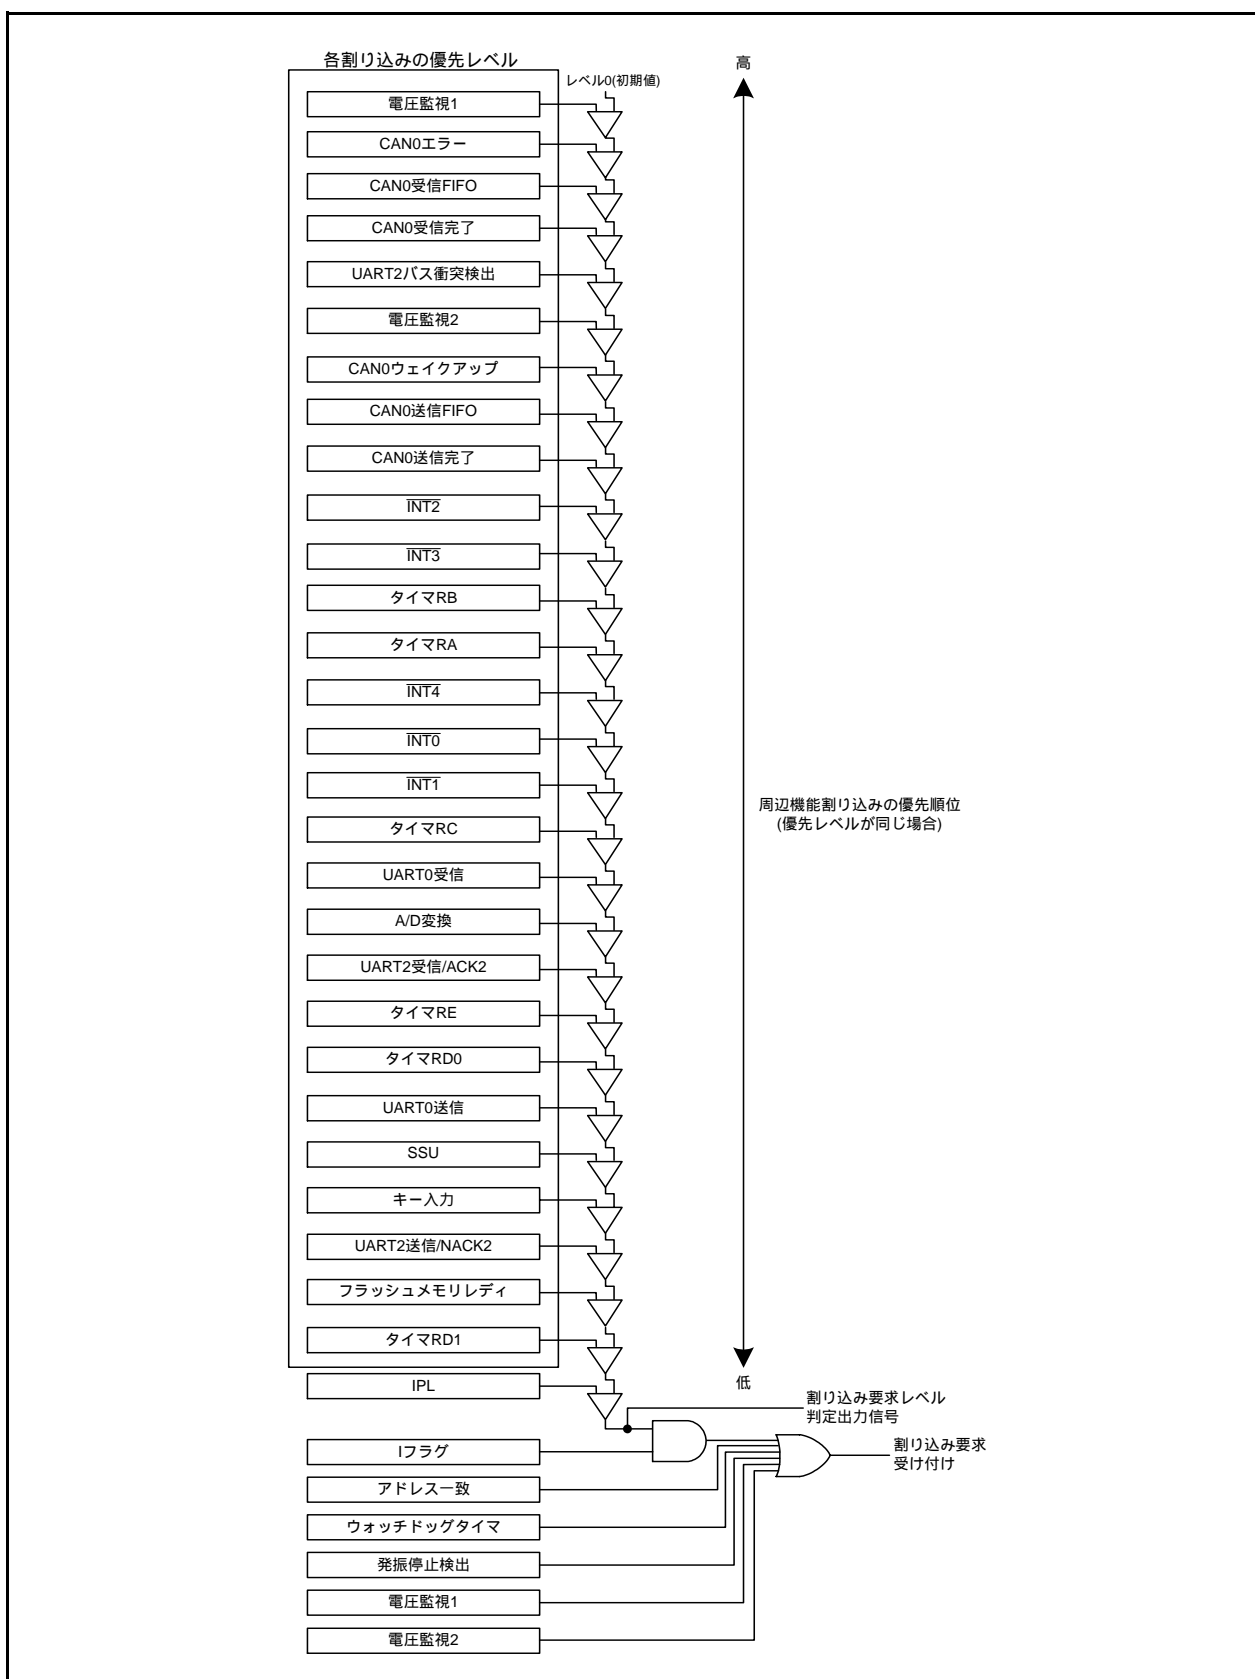 各割り込みの優先レベル
レベル0(初期値)
高
電圧監視1
CAN0エラー
CAN0受信FIFO
CAN0受信完了
UART2バス衝突検出
電圧監視2
CAN0ウェイクアップ
CAN0送信FIFO
CAN0送信完了
INT2
INT3
タイマRB
タイマRA
INT4
INT0
INT1
周辺機能割り込みの優先順位
(優先レベルが同じ場合)
タイマRC
UART0受信
A/D変換
UART2受信/ACK2
タイマRE
タイマRD0
UART0送信
SSU
キー入力
UART2送信/NACK2
フラッシュメモリレディ
タイマRD1
低
IPL
割り込み要求レベル
判定出力信号
Iフラグ
割り込み要求
受け付け
アドレス一致
ウォッチドッグタイマ
発振停止検出
電圧監視1
電圧監視2